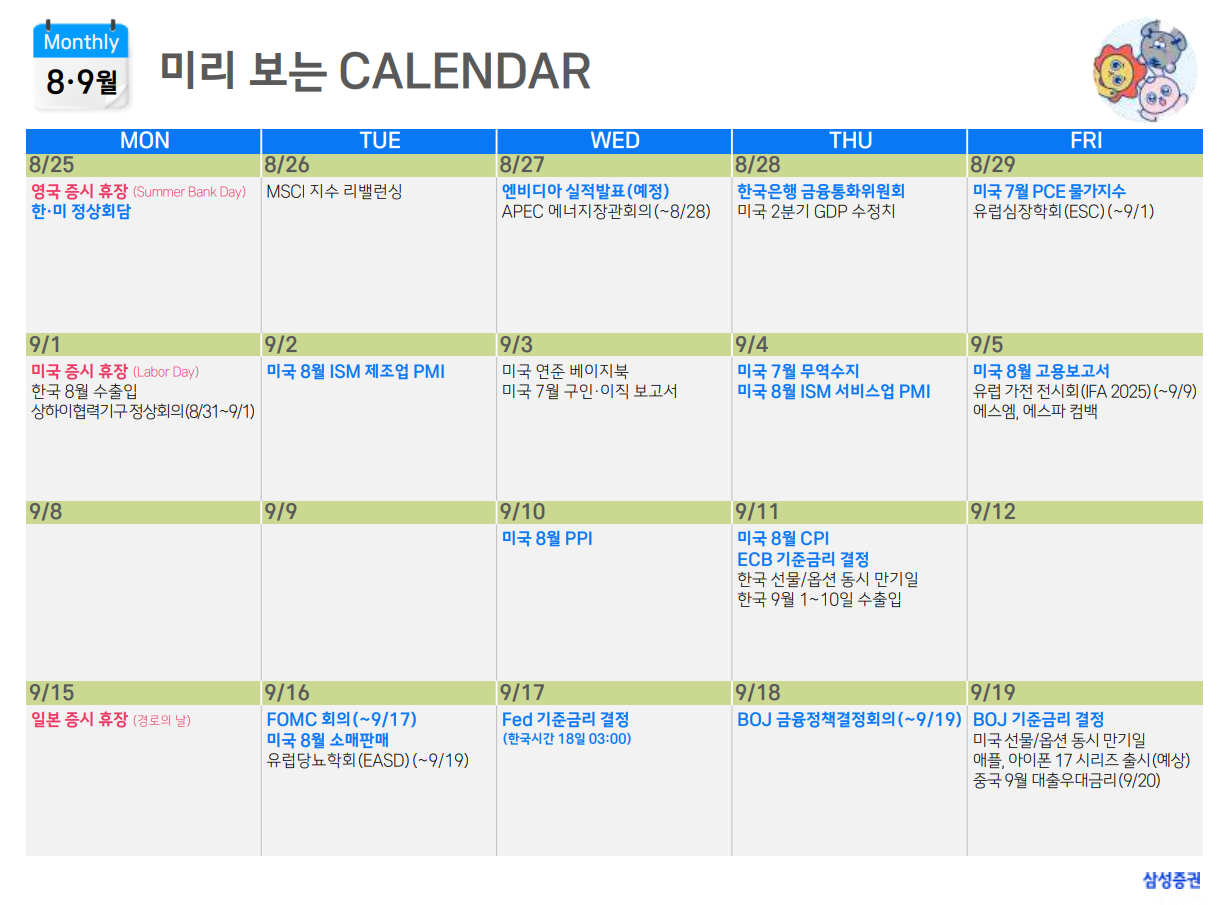 Monthly
8·9월
미리 보는 CALENDAR
MON TUE WED THU FRI
8/25 8/26 8/27 8/28 8/29
영국 증시 휴장 (Summer Bank Day)
한·미 정상회담
MSCI 지수 리밸런싱
엔비디아 실적발표(예정)
APEC 에너지장관회의(~8/28)
한국은행 금융통화위원회
미국 2분기 GDP 수정치
미국 7월 PCE 물가지수
유럽심장학회(ESC) (~9/1)
9/1 9/2 9/3 9/4 9/5
미국 증시 휴장 (Labor Day)
한국 8월 수출입
상하이협력기구 정상회의(8/31~9/1)
미국 8월 ISM 제조업 PMI
미국 연준 베이지북
미국 7월 구인·이직 보고서
미국 7월 무역수지
미국 8월 ISM 서비스업 PMI
미국 8월 고용보고서
유럽 가전 전시회(IFA 2025) (~9/9)
에스엠, 에스파 컴백
9/8 9/9 9/10 9/11 9/12
미국 8월 PPI
미국 8월 CPI
ECB 기준금리 결정
한국 선물/옵션 동시 만기일
한국 9월 1~10일 수출입
9/15 9/16 9/17 9/18 9/19
일본 증시 휴장 (경로의 날)
FOMC 회의(~9/17)
미국 8월 소매판매
유럽당뇨학회(EASD) (~9/19)
Fed 기준금리 결정
(한국시간 18일 03:00)
BOJ 금융정책결정회의(~9/19)
BOJ 기준금리 결정
미국 선물/옵션 동시 만기일
애플, 아이폰 17 시리즈 출시(예상)
중국 9월 대출우대금리(9/20)
삼성증권